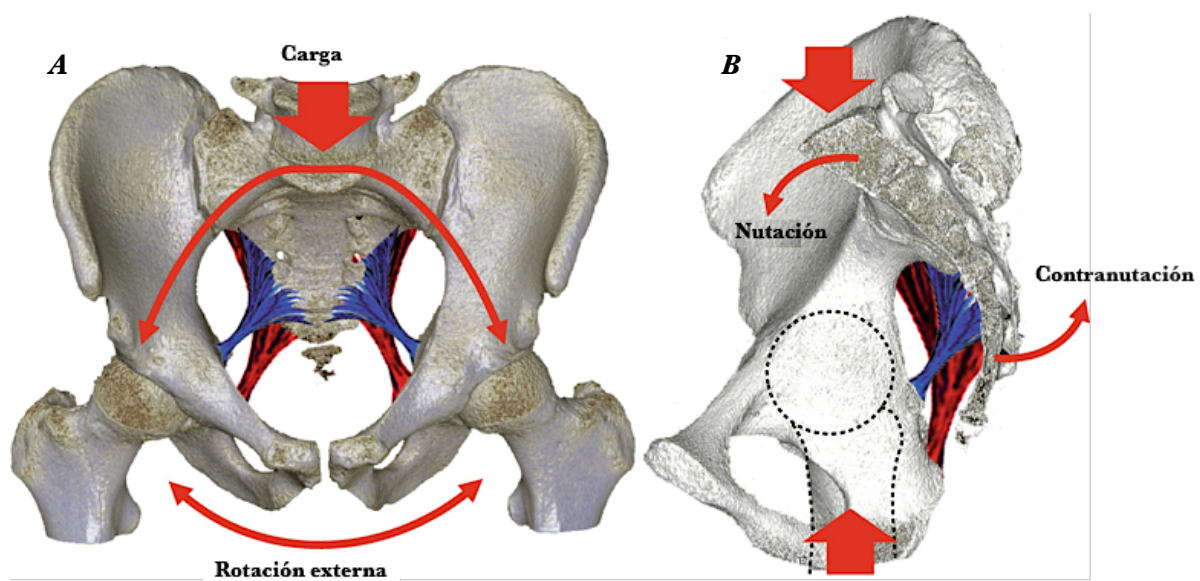 A
Carga
B
Nutación
Contranutación
Rotación externa